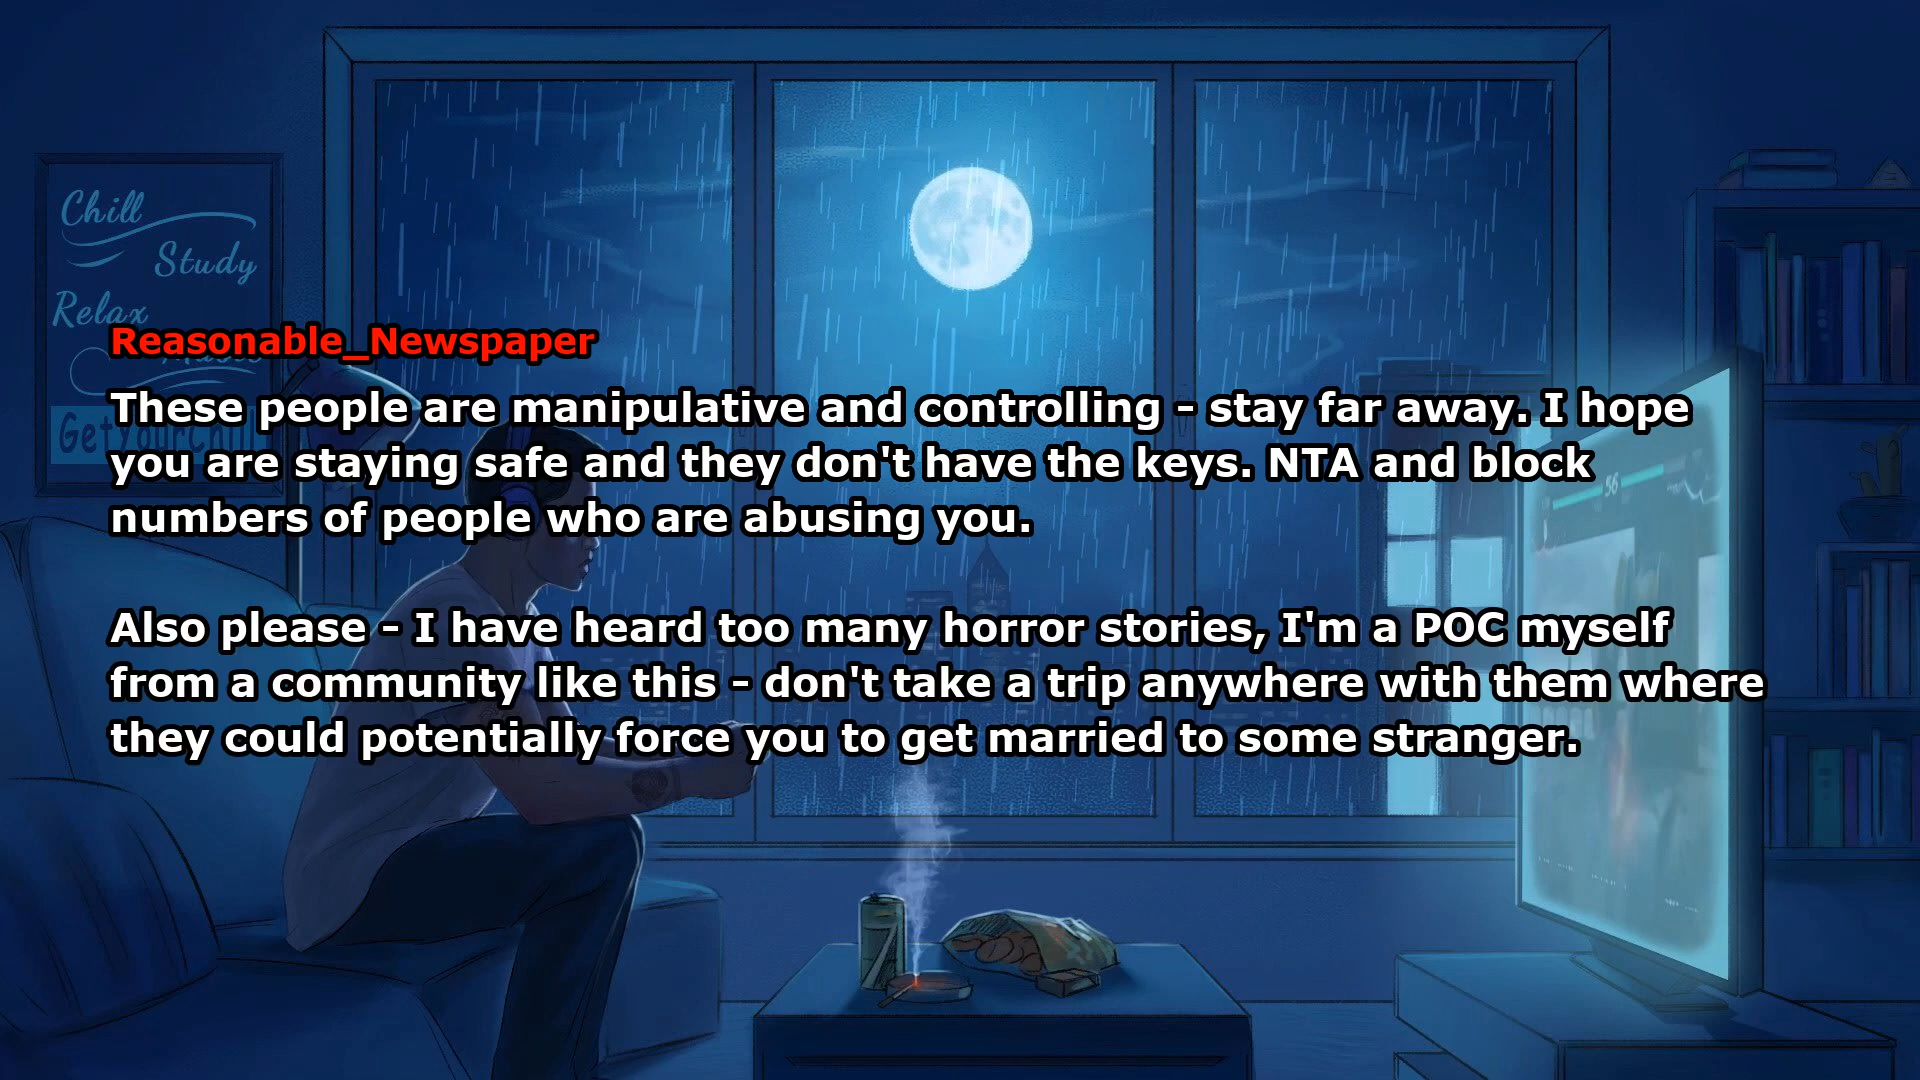 Chill
Study
Relax
Reasonable_Newspaper
These people are manipulative and controlling - stay far away. I hope
you are staying safe and they don't have the keys. NTA and block
numbers of people who are abusing you.
Also please - I have heard too many horror stories, I'm a POC myself
from a community like this - don't take a trip anywhere with them where
they could potentially force you to get married to some stranger.
GetYourChill
56